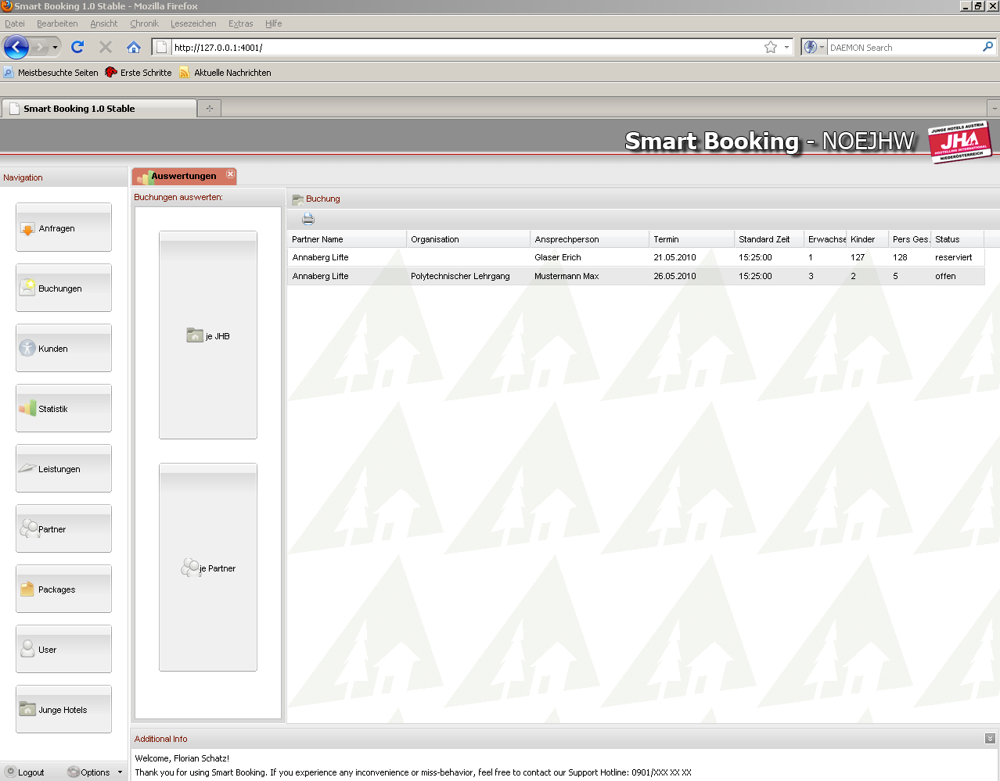 Smart Booking 1.0 Stable - Mozilla Firefox
Datei Bearbeiten Ansicht Chronik Lesezeichen Extras Hilfe
http://127.0.0.1:4001/ DAEMON Search
Meistbesuchte Seiten Erste Schritte Aktuelle Nachrichten
Smart Booking 1.0 Stable
Smart Booking - NOEJHW
JUNGE HOTELS AUSTRIA
JHA
HOSTELLING INTERNATIONAL
NIEDERÖSTERREICH
Navigation
Anfragen
Buchungen
Kunden
Statistik
Leistungen
Partner
Packages
User
Junge Hotels
Logout Options
Auswertungen
Buchungen auswerten:
je JHB
je Partner
Buchung
Partner Name Organisation Ansprechperson Termin Standard Zeit Erwachse Kinder Pers Ges. Status
Annaberg Lifte Glaser Erich 21.05.2010 15:25:00 1 127 128 reserviert
Annaberg Lifte Polytechnischer Lehrgang Mustermann Max 26.05.2010 15:25:00 3 2 5 offen
Additional Info
Welcome, Florian Schatz!
Thank you for using Smart Booking. If you experience any inconvenience or miss-behavior, feel free to contact our Support Hotline: 0901/XXX XX XX